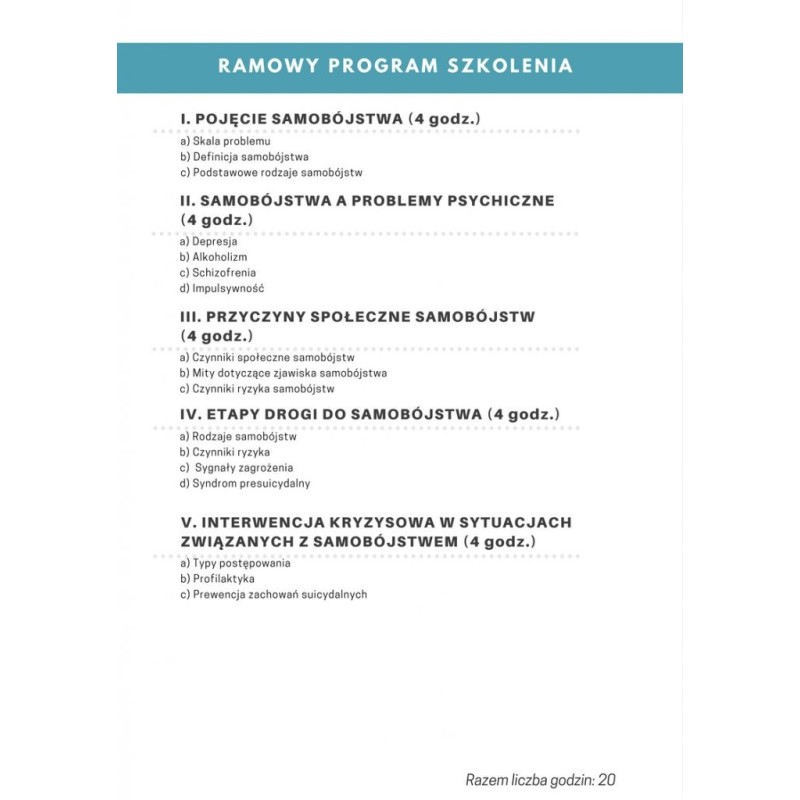 RAMOWY PROGRAM SZKOLENIA
I. POJĘCIE SAMOBÓJSTWA (4 godz.)
a) Skala problemu
b) Definicja samobójstwa
c) Podstawowe rodzaje samobójstw
II. SAMOBÓJSTWA A PROBLEMY PSYCHICZNE
(4 godz.)
a) Depresja
b) Alkoholizm
c) Schizofrenia
d) Impulsywność
III. PRZYCZYNY SPOŁECZNE SAMOBÓJSTW
(4 godz.)
a) Czynniki społeczne samobójstw
b) Mity dotyczące zjawiska samobójstwa
c) Czynniki ryzyka samobójstw
IV. ETAPY DROGI DO SAMOBÓJSTWA (4 godz.)
a) Rodzaje samobójstw
b) Czynniki ryzyka
c) Sygnały zagrożenia
d) Syndrom presuicydalny
V. INTERWENCJA KRYZYSOWA W SYTUACJACH
ZWIĄZANYCH Z SAMOBÓJSTWEM (4 godz.)
a) Typy postępowania
b) Profilaktyka
c) Prewencja zachowań suicydalnych
Razem liczba godzin: 20